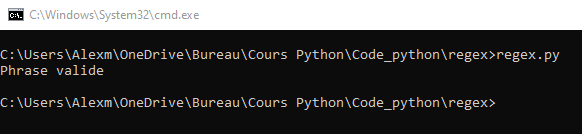 C:\Windows\System32\cmd.exe
C:\Users\Alexm\OneDrive\Bureau\Cours Python\Code_python\regex>regex.py
Phrase valide
C:\Users\Alexm\OneDrive\Bureau\Cours Python\Code_python\regex>